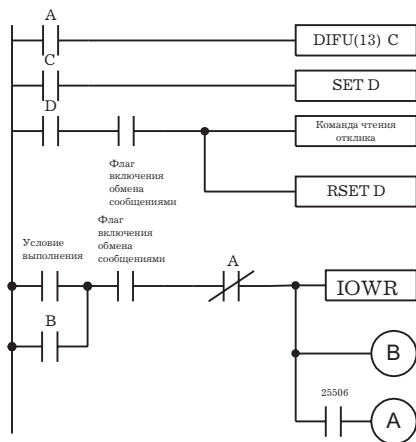 A
DIFU(13) C
C
SET D
D
Команда чтения
отклика
Флаг
включения
обмена
сообщениями
RSET D
Флаг
включения
обмена
сообщениями
Условие
выполнения
A
IOWR
B
B
25506
A